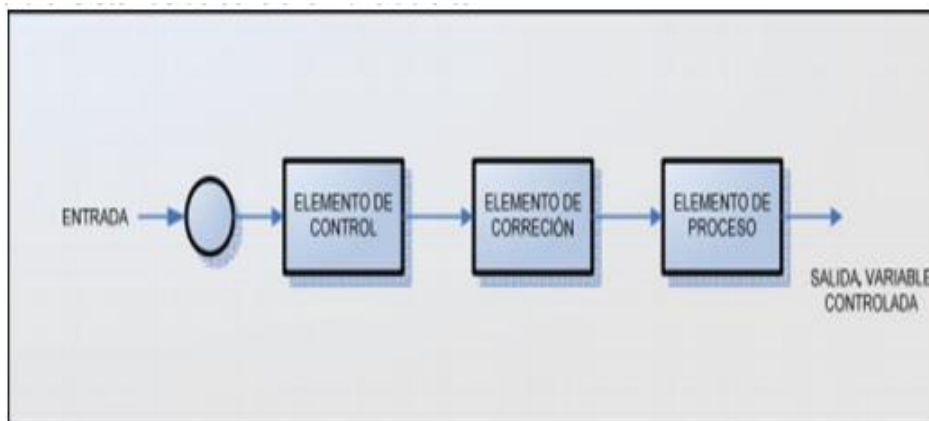 ENTRADA
ELEMENTO DE
CONTROL
ELEMENTO DE
CORRECIÓN
ELEMENTO DE
PROCESO
SALIDA, VARIABLE
CONTROLADA